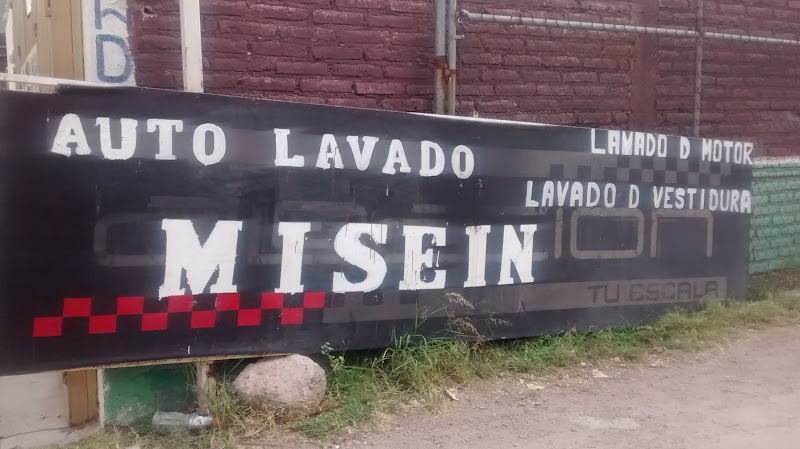 AUTO LAVADO
LAVADO D MOTOR
LAVADO D VESTIDURA
MISEIN
TU ESCALA